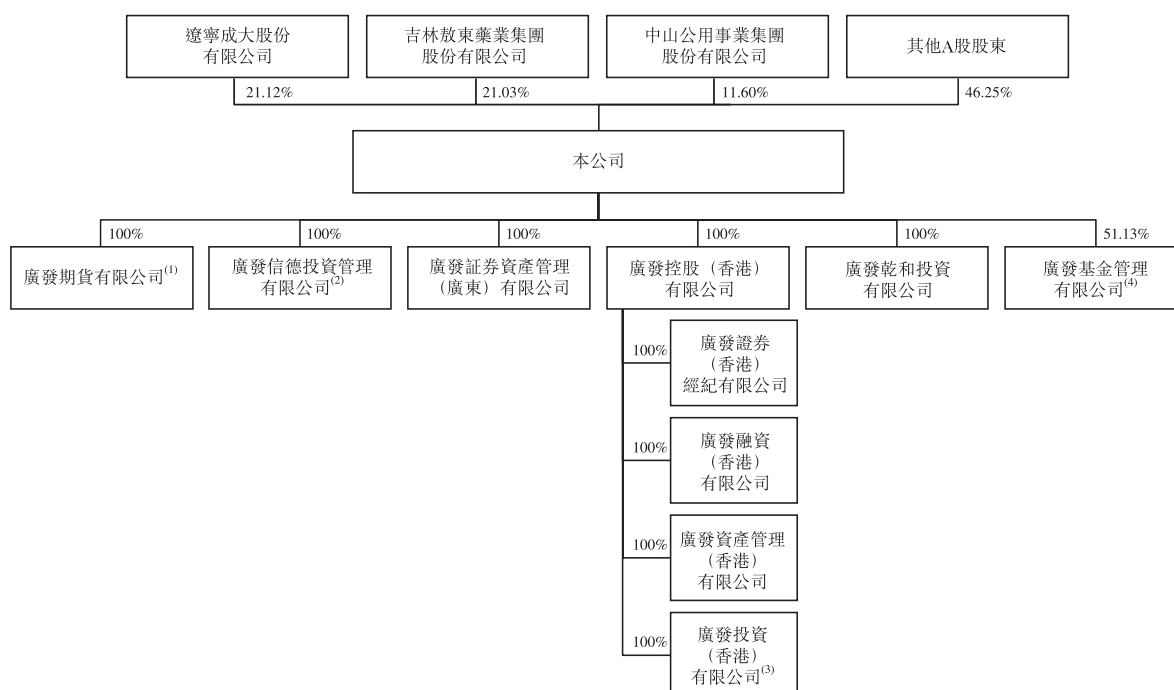 遼寧成大股份
有限公司
吉林敖東藥業集團
股份有限公司
中山公用事業集團
股份有限公司
其他A股股東
21.12%
21.03%
11.60%
46.25%
本公司
100%
100%
100%
100%
100%
51.13%
廣發期貨有限公司(1)
廣發信德投資管理
有限公司(2)
廣發証券資產管理
（廣東）有限公司
廣發控股（香港）
有限公司
廣發乾和投資
有限公司
廣發基金管理
有限公司(4)
100%
廣發證券
（香港）
經紀有限公司
100%
廣發融資
（香港）
有限公司
100%
廣發資產管理
（香港）
有限公司
100%
廣發投資
（香港）
有限公司(3)